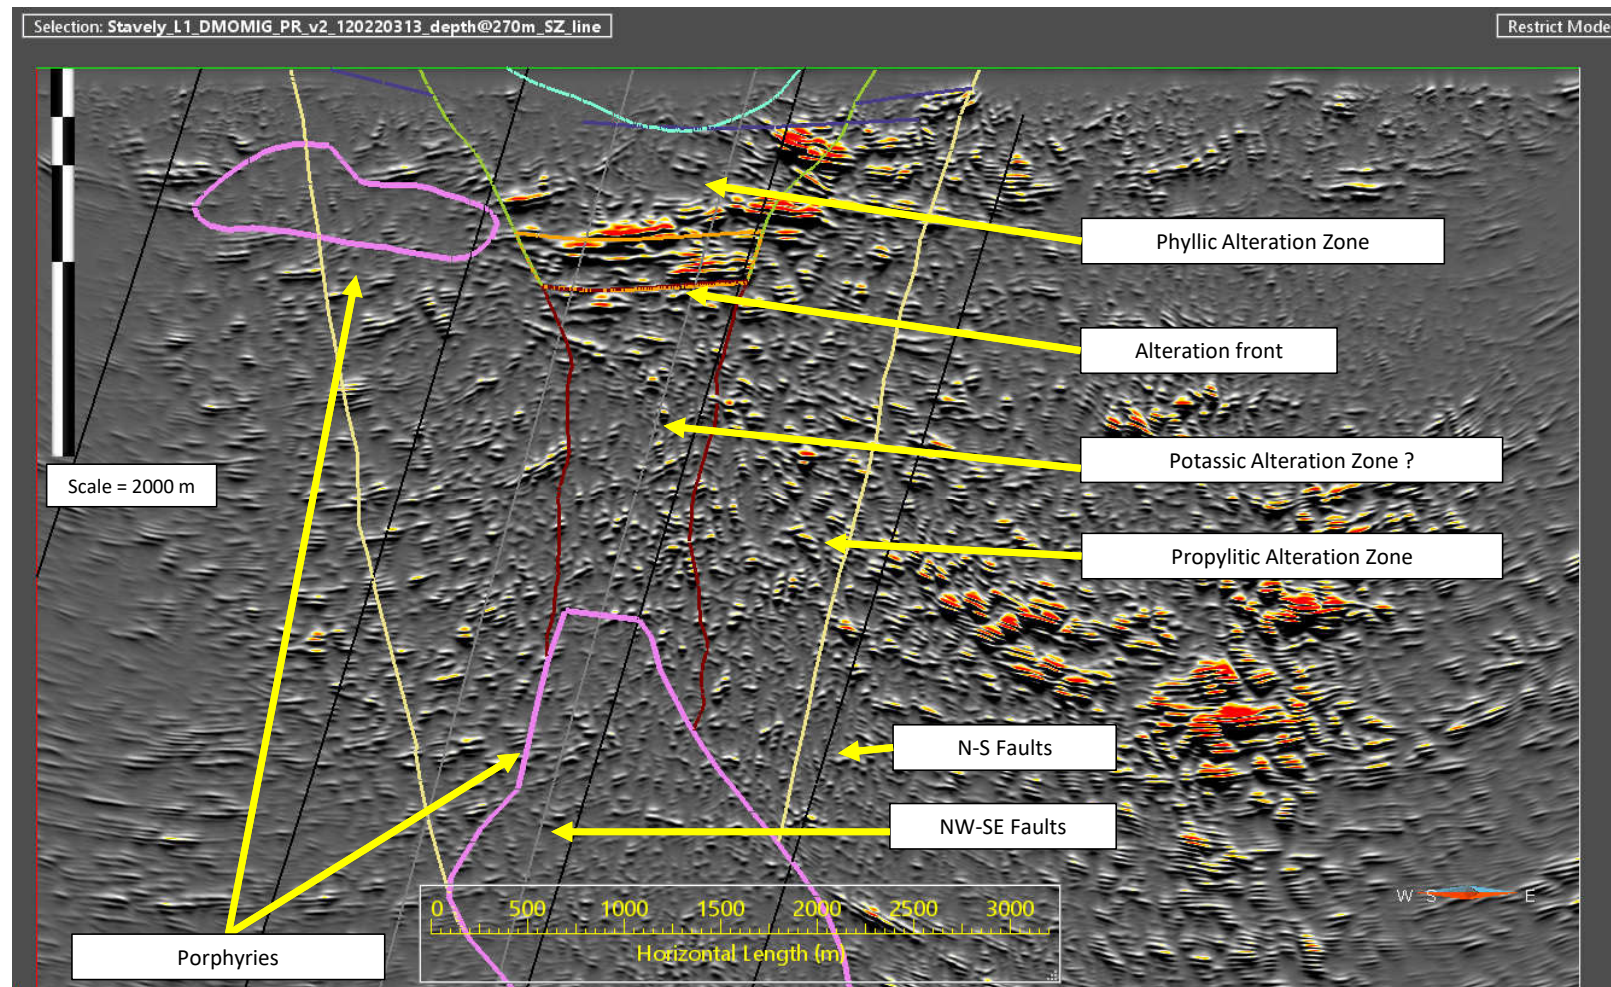 Selection: Stavely_L1_DMOMIG_PR_v2_120220313_depth@270m_SZ_line
Restrict Mode
Phyllic Alteration Zone
Alteration front
Potassic Alteration Zone ?
Scale = 2000 m
Propylitic Alteration Zone
N-S Faults
NW-SE Faults
W S E
0 500 1000 1500 2000 2500 3000
Horizontal Length (m)
Porphyries